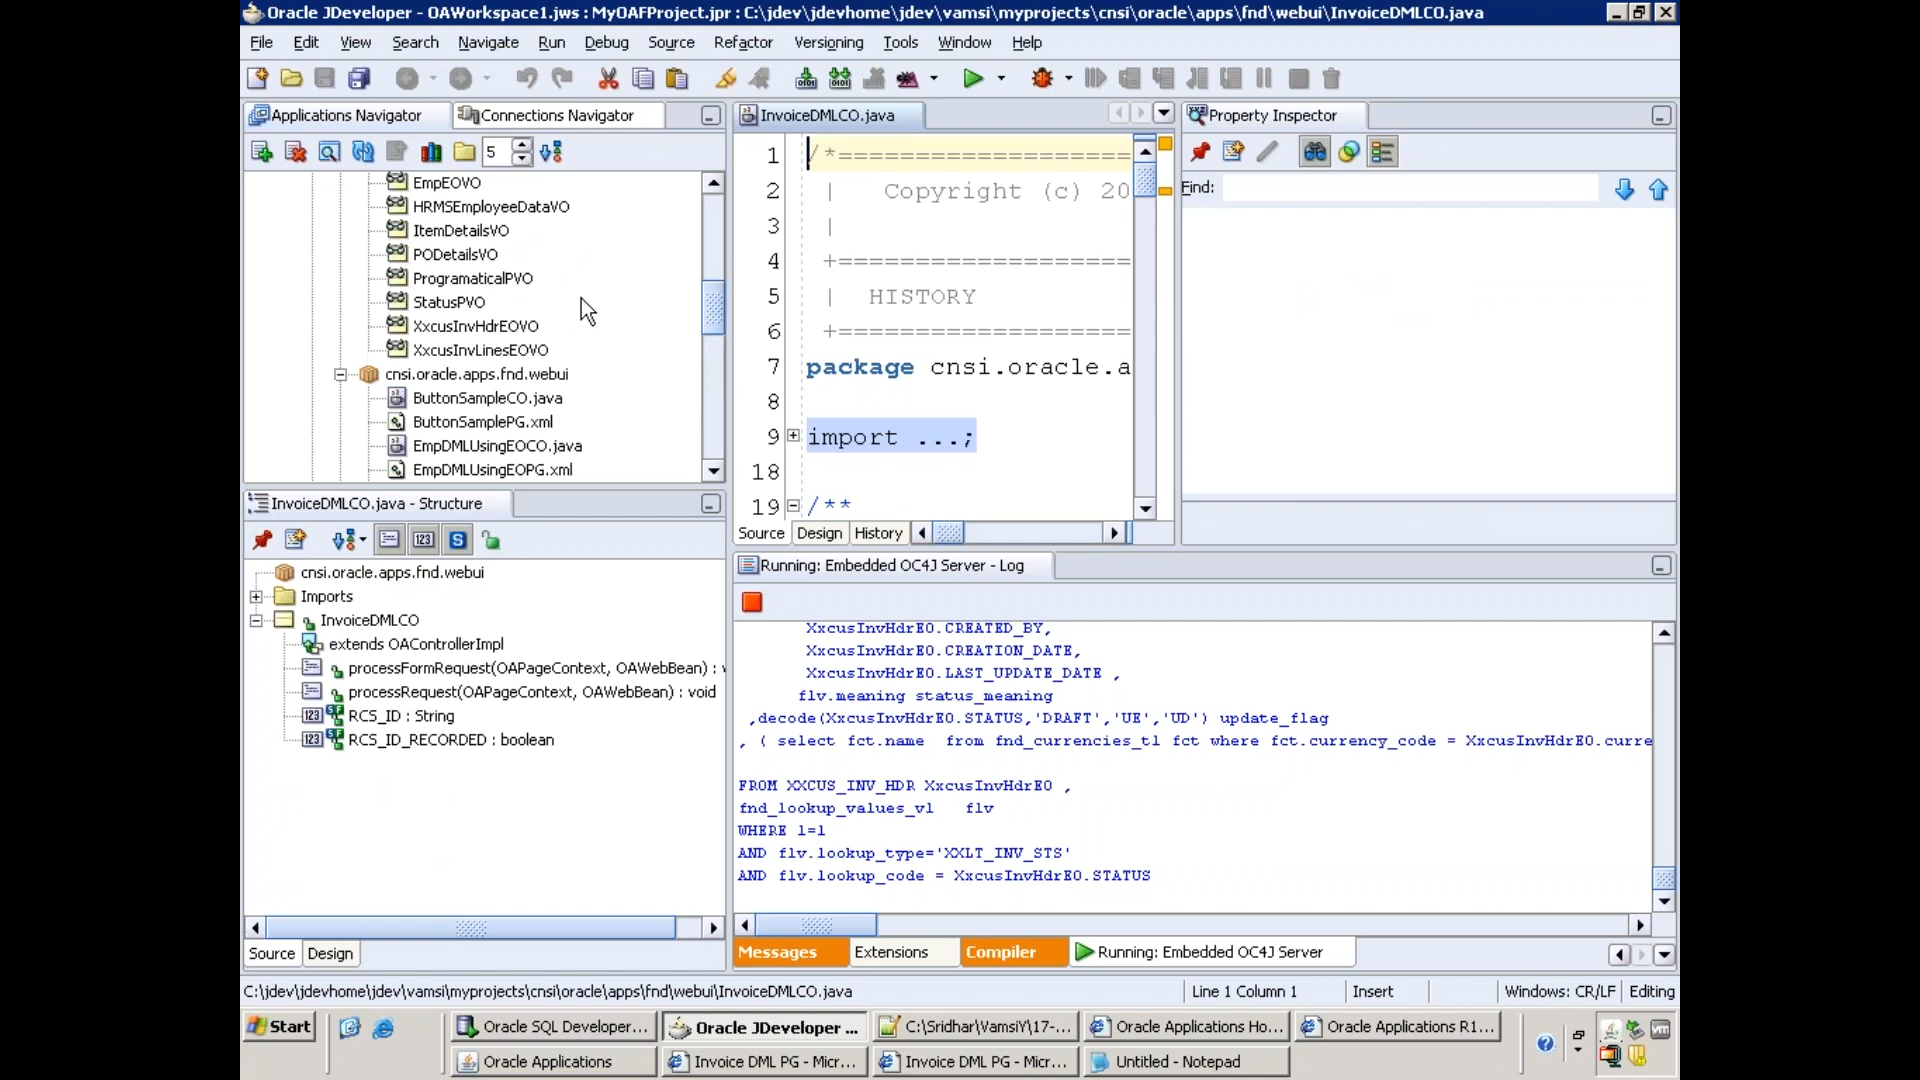 Oracle JDeveloper - OAWorkspace1.jws : MyOAFProject.jpr : C:\jdev\jdevhome\jdev\vamsi\myprojects\cnsi\oracle\apps\fnd\webui\InvoiceDMLCO.java
File Edit View Search Navigate Run Debug Source Refactor Versioning Tools Window Help
Applications Navigator
Connections Navigator
5
EmpEOVO
HRMSEmployeeDataVO
ItemDetailsVO
PODetailsVO
ProgramaticalPVO
StatusPVO
XxcusInvHdrEOVO
XxcusInvLinesEOVO
cnsi.oracle.apps.fnd.webui
ButtonSampleCO.java
ButtonSamplePG.xml
EmpDMLUsingEOCO.java
EmpDMLUsingEOPG.xml
InvoiceDMLCO.java - Structure
123
S
cnsi.oracle.apps.fnd.webui
Imports
InvoiceDMLCO
extends OAControllerImpl
processFormRequest(OAPageContext, OAWebBean) :
processRequest(OAPageContext, OAWebBean) : void
RCS_ID : String
RCS_ID_RECORDED : boolean
Source Design
InvoiceDMLCO.java
1 /*===================
2 | Copyright (c) 20
3 |
4 +====================
5 | HISTORY
6 +====================
7 package cnsi.oracle.a
8
9 import ...;
18
19 /**
Source Design History
Property Inspector
Find:
Running: Embedded OC4J Server - Log
XxcusInvHdrEO.CREATED_BY,
XxcusInvHdrEO.CREATION_DATE,
XxcusInvHdrEO.LAST_UPDATE_DATE ,
flv.meaning status_meaning
,decode(XxcusInvHdrEO.STATUS,'DRAFT','UE','UD') update_flag
, ( select fct.name from fnd_currencies_tl fct where fct.currency_code = XxcusInvHdrEO.curre
FROM XXCUS_INV_HDR XxcusInvHdrEO ,
fnd_lookup_values_vl flv
WHERE 1=1
AND flv.lookup_type='XXLT_INV_STS'
AND flv.lookup_code = XxcusInvHdrEO.STATUS
Messages Extensions Compiler Running: Embedded OC4J Server
C:\jdev\jdevhome\jdev\vamsi\myprojects\cnsi\oracle\apps\fnd\webui\InvoiceDMLCO.java Line 1 Column 1 Insert Windows: CR/LF Editing
Start Oracle SQL Developer... Oracle JDeveloper ... C:\Sridhar\VamsiY\17-... Oracle Applications Ho... Oracle Applications R1...
Oracle Applications Invoice DML PG - Micr... Invoice DML PG - Micr... Untitled - Notepad